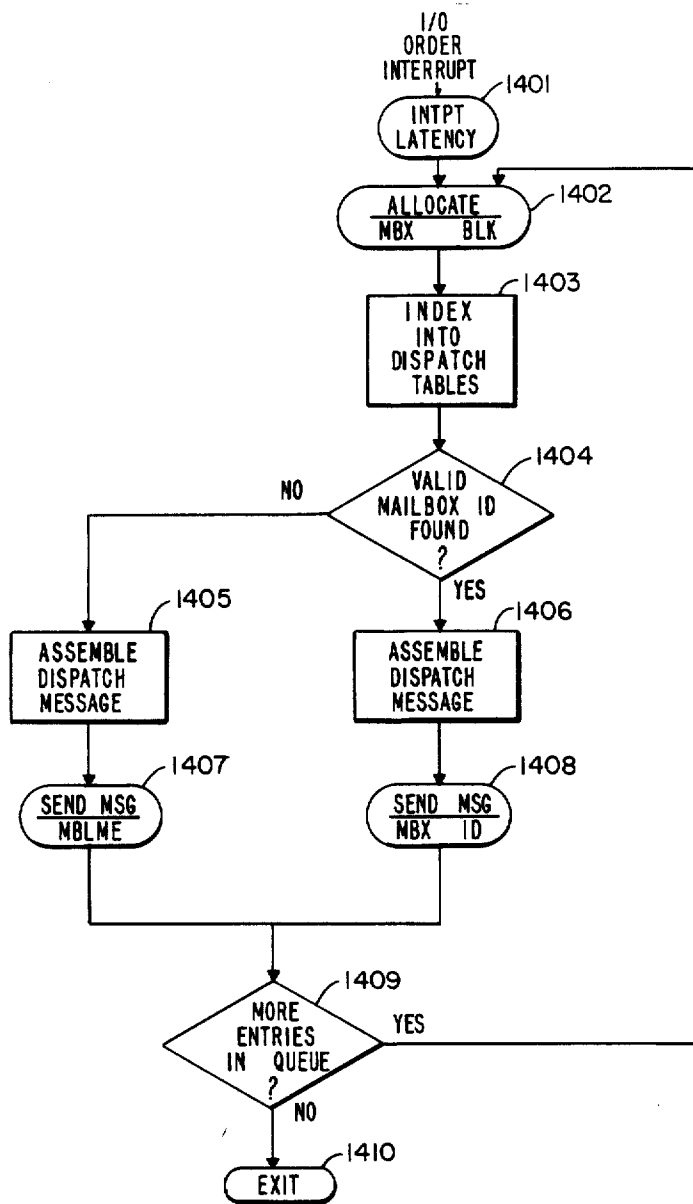 I/O
ORDER
INTERRUPT
1401
INTPT
LATENCY
1402
ALLOCATE
MBX BLK
1403
INDEX
INTO
DISPATCH
TABLES
1404
VALID
MAILBOX ID
FOUND
?
NO
YES
1405
ASSEMBLE
DISPATCH
MESSAGE
1406
ASSEMBLE
DISPATCH
MESSAGE
1407
SEND MSG
MBLME
1408
SEND MSG
MBX ID
1409
MORE
ENTRIES
IN QUEUE
?
YES
NO
1410
EXIT